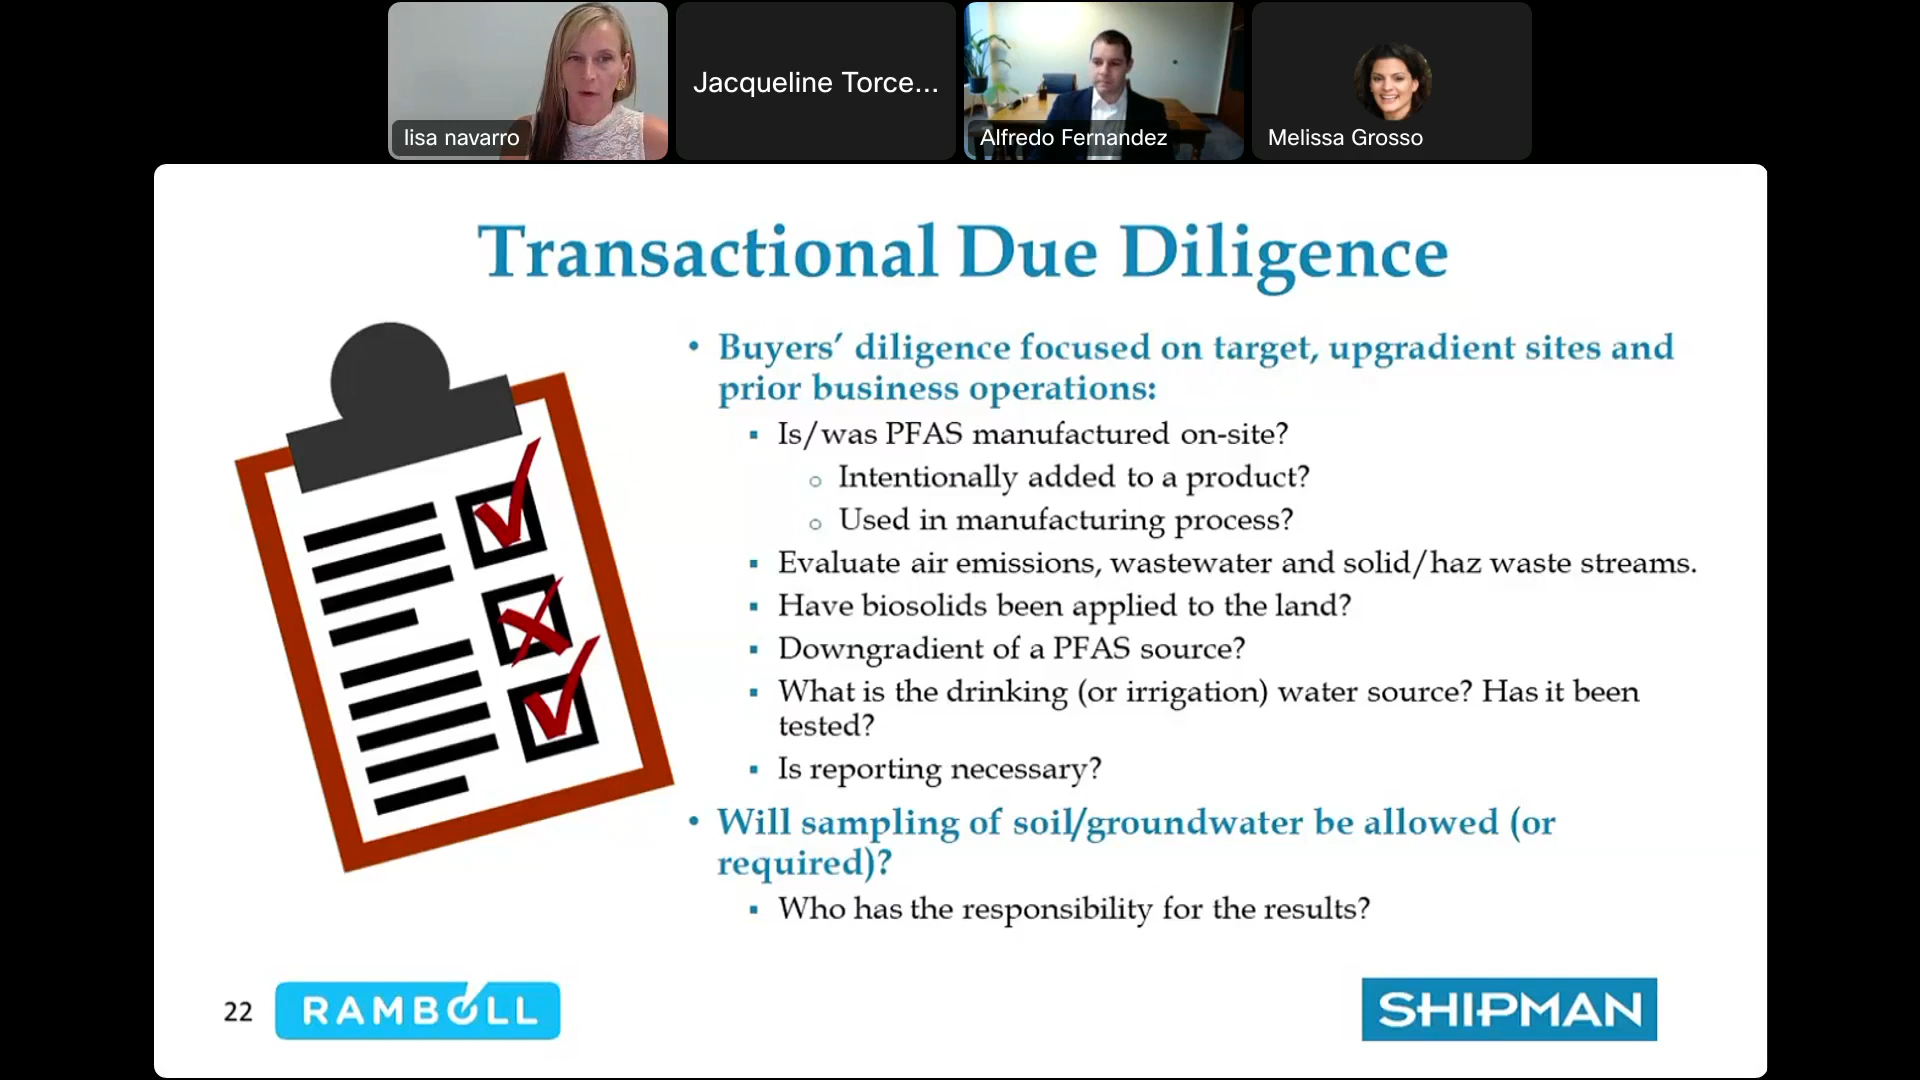 lisa navarro
Jacqueline Torce...
Alfredo Fernandez
Melissa Grosso
Transactional Due Diligence
• Buyers’ diligence focused on target, upgradient sites and
prior business operations:
▪ Is/was PFAS manufactured on-site?
o Intentionally added to a product?
o Used in manufacturing process?
▪ Evaluate air emissions, wastewater and solid/haz waste streams.
▪ Have biosolids been applied to the land?
▪ Downgradient of a PFAS source?
▪ What is the drinking (or irrigation) water source? Has it been
tested?
▪ Is reporting necessary?
• Will sampling of soil/groundwater be allowed (or
required)?
▪ Who has the responsibility for the results?
22
RAMBOLL
SHIPMAN